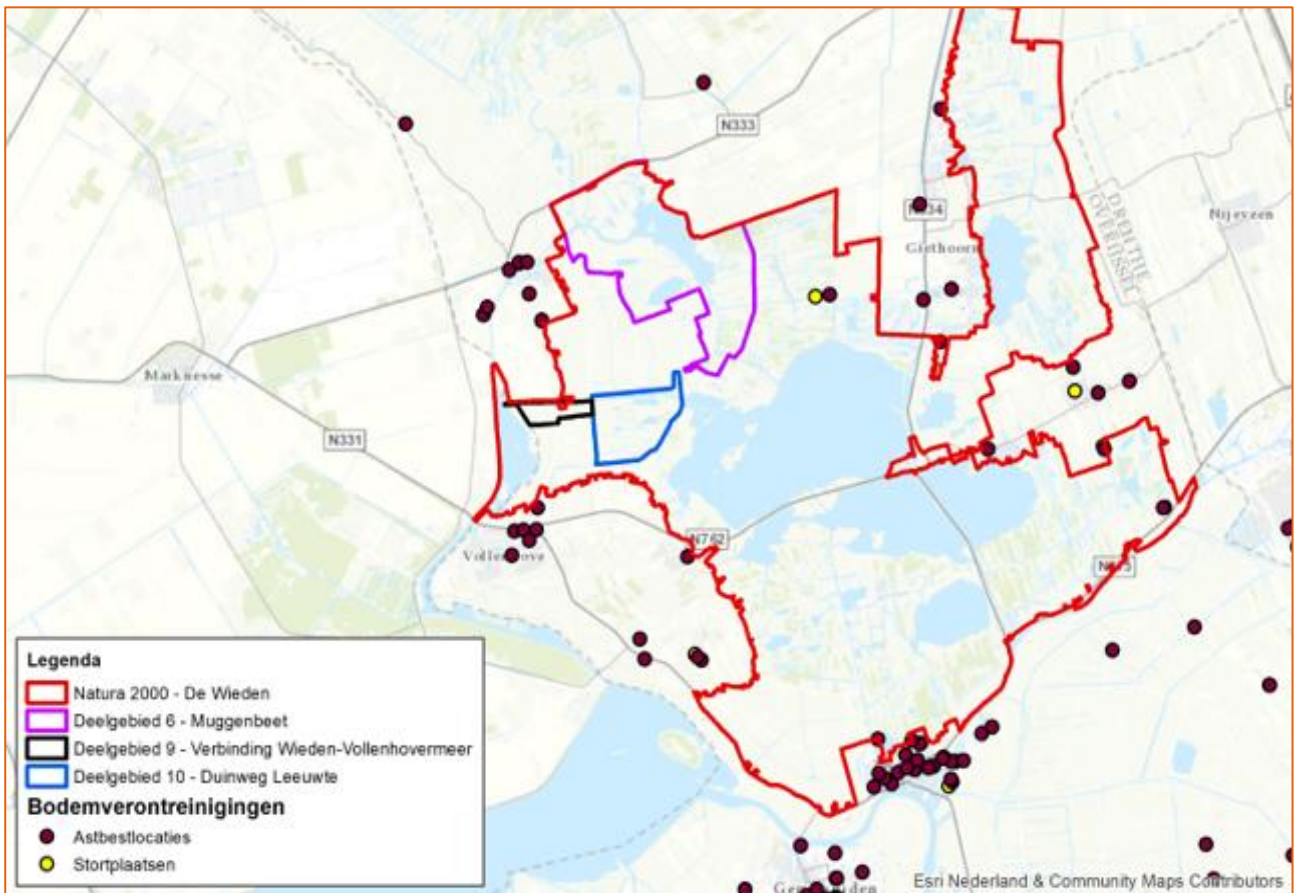 N333
N334
Giethoorn
Nijeveen
DRENTHE
OVERIJSSEL
Marknesse
N331
N762
Vollenhove
Legenda
Natura 2000 - De Wieden
Deelgebied 6 - Muggenbeet
Deelgebied 9 - Verbinding Wieden-Vollenhovermeer
Deelgebied 10 - Duinweg Leeuwte
Bodemverontreinigingen
Astbestlocaties
Stortplaatsen
Esri Nederland & Community Maps Contributors